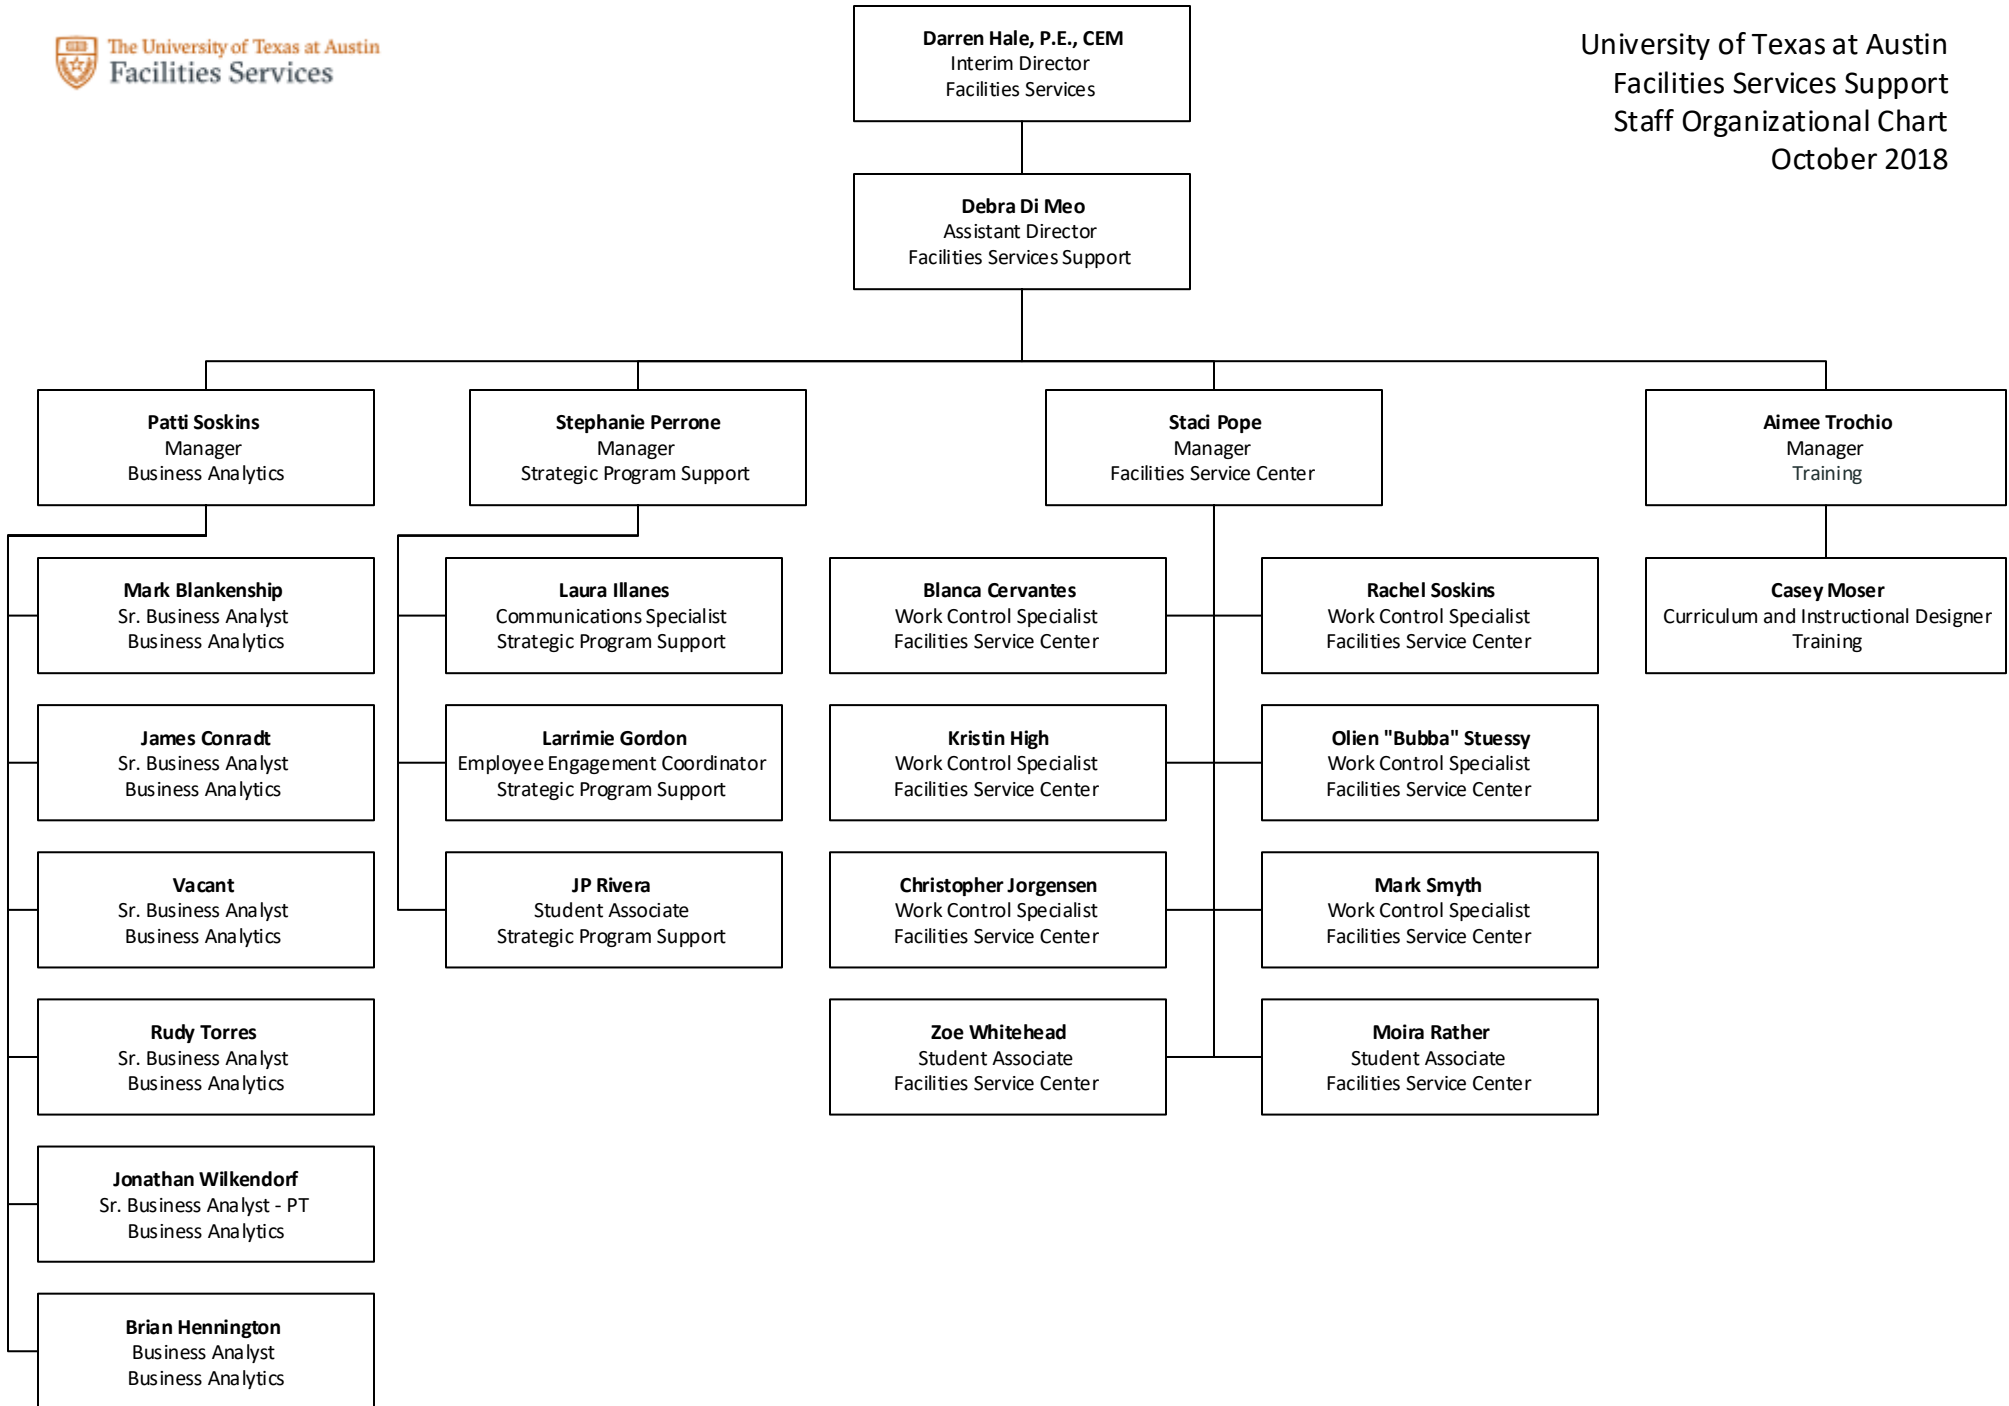 The University of Texas at Austin
Facilities Services
University of Texas at Austin
Facilities Services Support
Staff Organizational Chart
October 2018
Darren Hale, P.E., CEM
Interim Director
Facilities Services
Debra Di Meo
Assistant Director
Facilities Services Support
Patti Soskins
Manager
Business Analytics
Stephanie Perrone
Manager
Strategic Program Support
Staci Pope
Manager
Facilities Service Center
Aimee Trochio
Manager
Training
Mark Blankenship
Sr. Business Analyst
Business Analytics
Laura Illanes
Communications Specialist
Strategic Program Support
Blanca Cervantes
Work Control Specialist
Facilities Service Center
Rachel Soskins
Work Control Specialist
Facilities Service Center
Casey Moser
Curriculum and Instructional Designer
Training
James Conradt
Sr. Business Analyst
Business Analytics
Larrimie Gordon
Employee Engagement Coordinator
Strategic Program Support
Kristin High
Work Control Specialist
Facilities Service Center
Olien "Bubba" Stuessy
Work Control Specialist
Facilities Service Center
Vacant
Sr. Business Analyst
Business Analytics
JP Rivera
Student Associate
Strategic Program Support
Christopher Jorgensen
Work Control Specialist
Facilities Service Center
Mark Smyth
Work Control Specialist
Facilities Service Center
Rudy Torres
Sr. Business Analyst
Business Analytics
Zoe Whitehead
Student Associate
Facilities Service Center
Moira Rather
Student Associate
Facilities Service Center
Jonathan Wilkendorf
Sr. Business Analyst - PT
Business Analytics
Brian Hennington
Business Analyst
Business Analytics